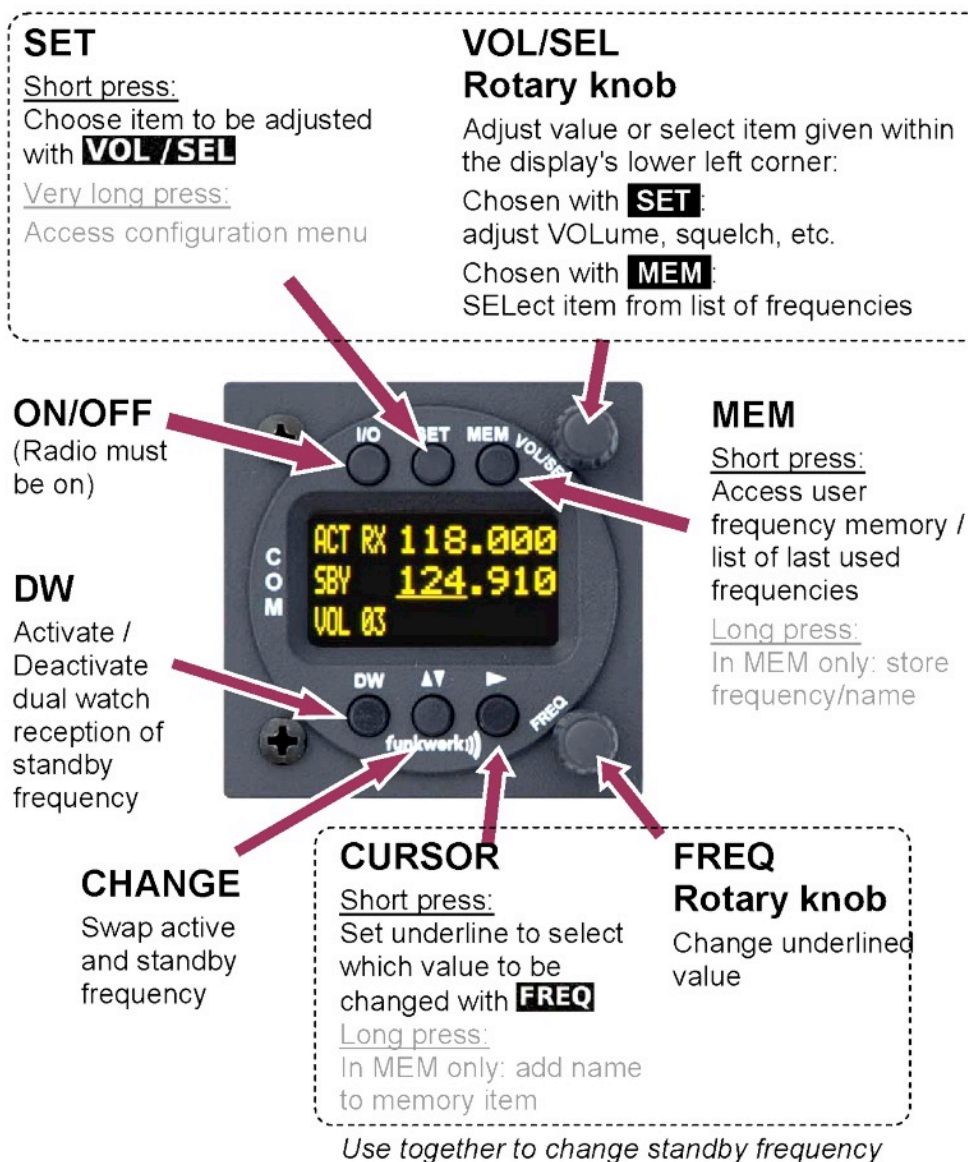 SET
Short press:
Choose item to be adjusted
with VOL / SEL
Very long press:
Access configuration menu
VOL/SEL
Rotary knob
Adjust value or select item given within
the display's lower left corner:
Chosen with SET:
adjust VOLume, squelch, etc.
Chosen with MEM:
SELect item from list of frequencies
ON/OFF
(Radio must
be on)
I/O SET MEM VOL/SEL
COM
ACT RX 118.000
SBY 124.910
VOL 03
DW ▲▼ ► FREQ
funkwerk)))
MEM
Short press:
Access user
frequency memory /
list of last used
frequencies
Long press:
In MEM only: store
frequency/name
DW
Activate /
Deactivate
dual watch
reception of
standby
frequency
CHANGE
Swap active
and standby
frequency
CURSOR
Short press:
Set underline to select
which value to be
changed with FREQ
Long press:
In MEM only: add name
to memory item
FREQ
Rotary knob
Change underlined
value
Use together to change standby frequency